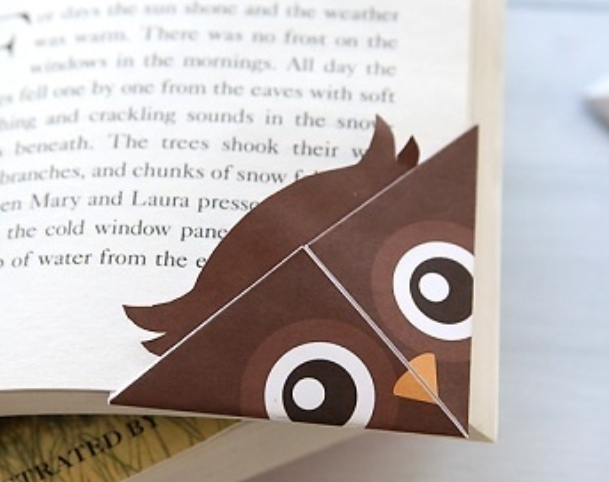 days the sun shone and the weather
was warm. There was no frost on the
windows in the mornings. All day the
fell one by one from the eaves with soft
hing and crackling sounds in the snow
beneath. The trees shook their w
branches, and chunks of snow f
en Mary and Laura presse
the cold window pane
of water from the e
TRATED BY